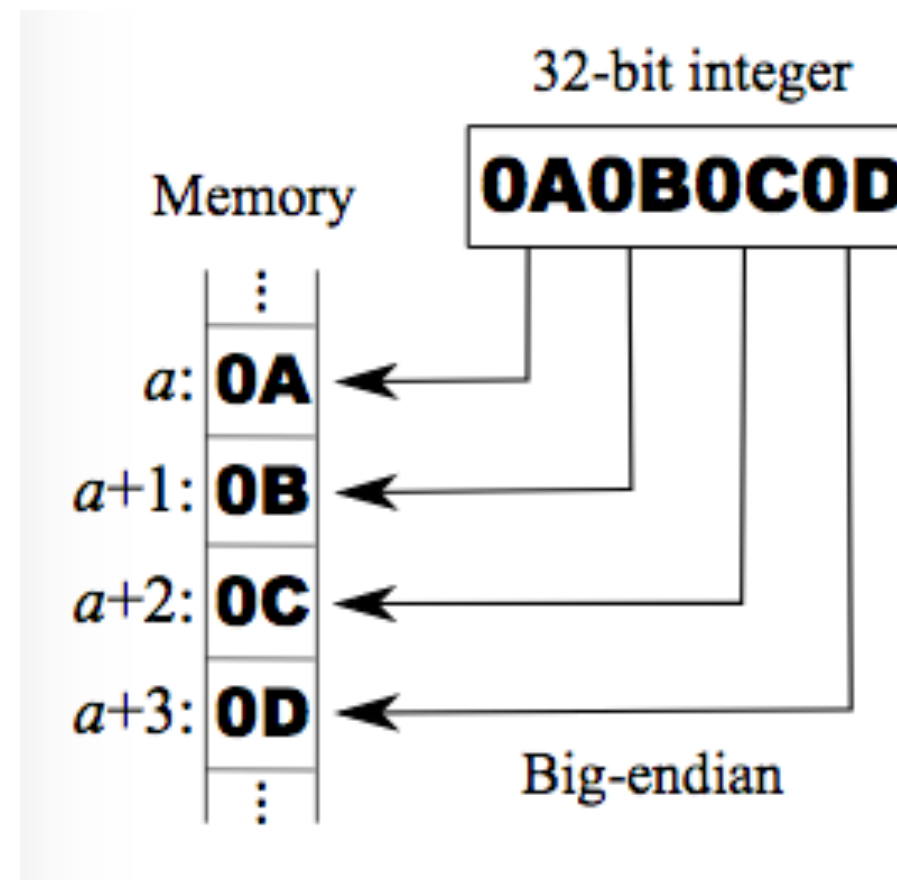 32-bit integer
0A0B0C0D
Memory
⋮
a: 0A
a+1: 0B
a+2: 0C
a+3: 0D
⋮
Big-endian